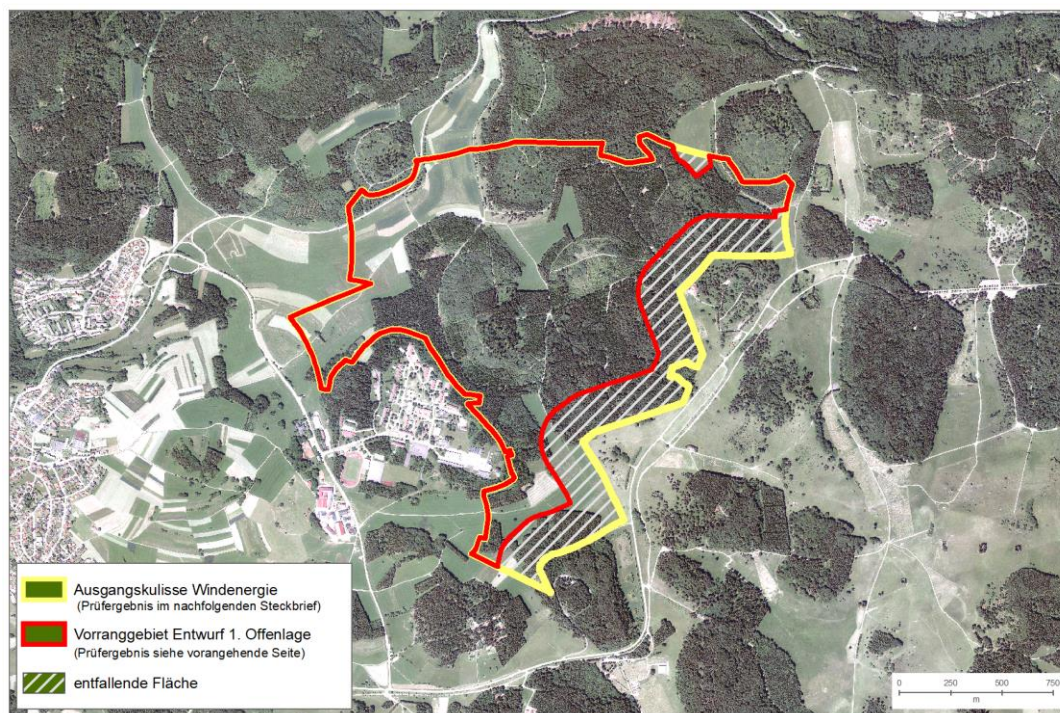 Ausgangskulisse Windenergie
(Prüfergebnis im nachfolgenden Steckbrief)
Vorranggebiet Entwurf 1. Offenlage
(Prüfergebnis siehe vorangehende Seite)
entfallende Fläche
0 250 500 750
m